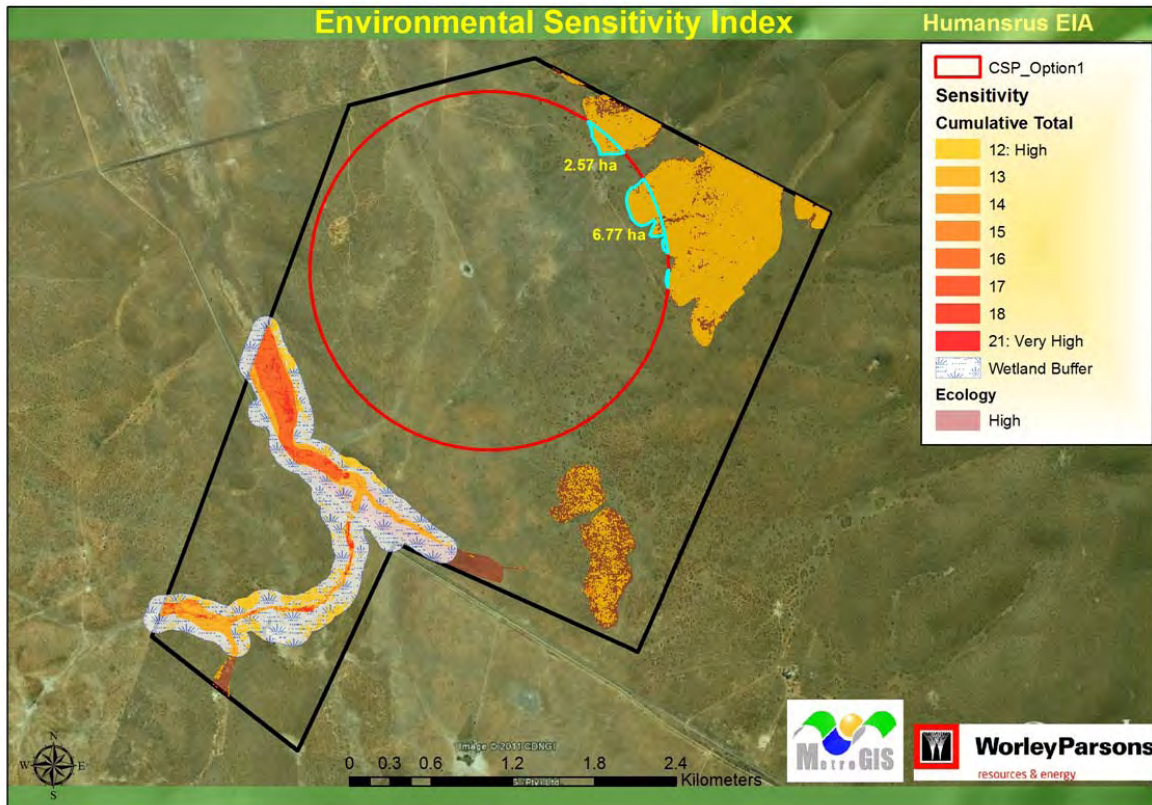 Environmental Sensitivity Index
Humansrus EIA
CSP_Option1
Sensitivity
Cumulative Total
12: High
13
14
15
16
17
18
21: Very High
Wetland Buffer
Ecology
High
2.57 ha
6.77 ha
N
W E
S
Image © 2011 CDNGI
0 0.3 0.6 1.2 1.8 2.4
Kilometers
MetroGIS
WorleyParsons
resources & energy